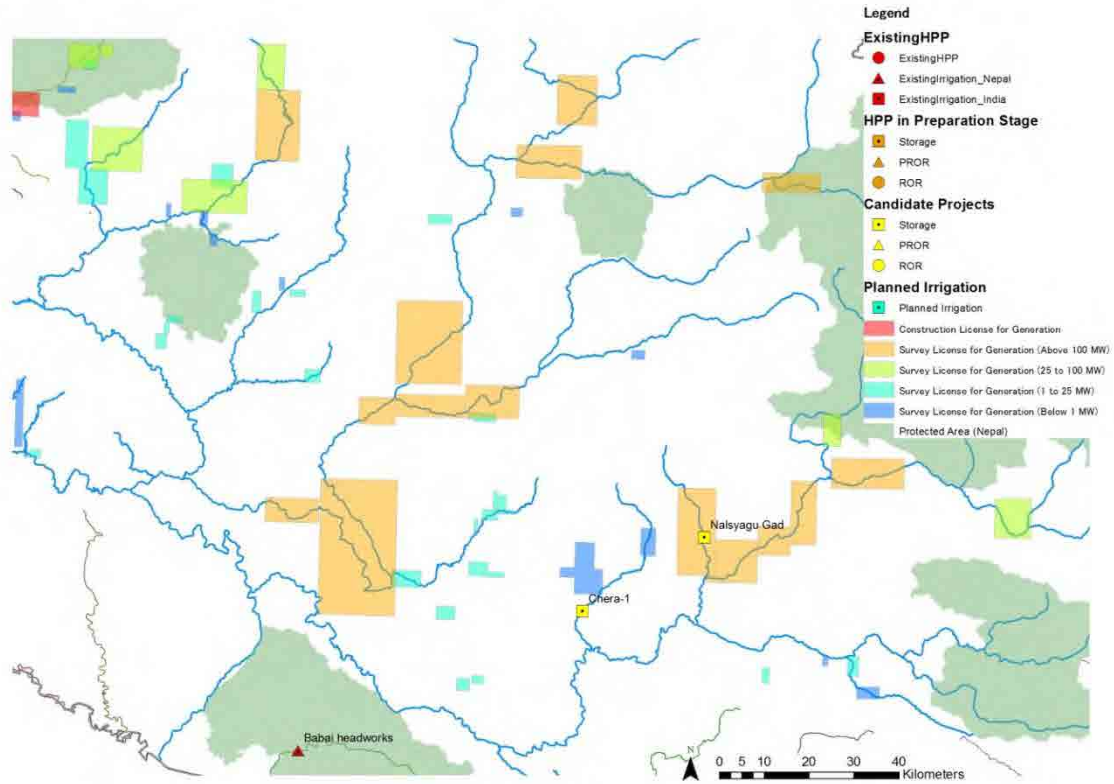 Legend
ExistingHPP
ExistingHPP
ExistingIrrigation_Nepal
ExistingIrrigation_India
HPP in Preparation Stage
Storage
PROR
ROR
Candidate Projects
Storage
PROR
ROR
Planned Irrigation
Planned Irrigation
Construction License for Generation
Survey License for Generation (Above 100 MW)
Survey License for Generation (25 to 100 MW)
Survey License for Generation (1 to 25 MW)
Survey License for Generation (Below 1 MW)
Protected Area (Nepal)
Nalsyagu Gad
Chera-1
Babai headworks
N
0 5 10 20 30 40
Kilometers